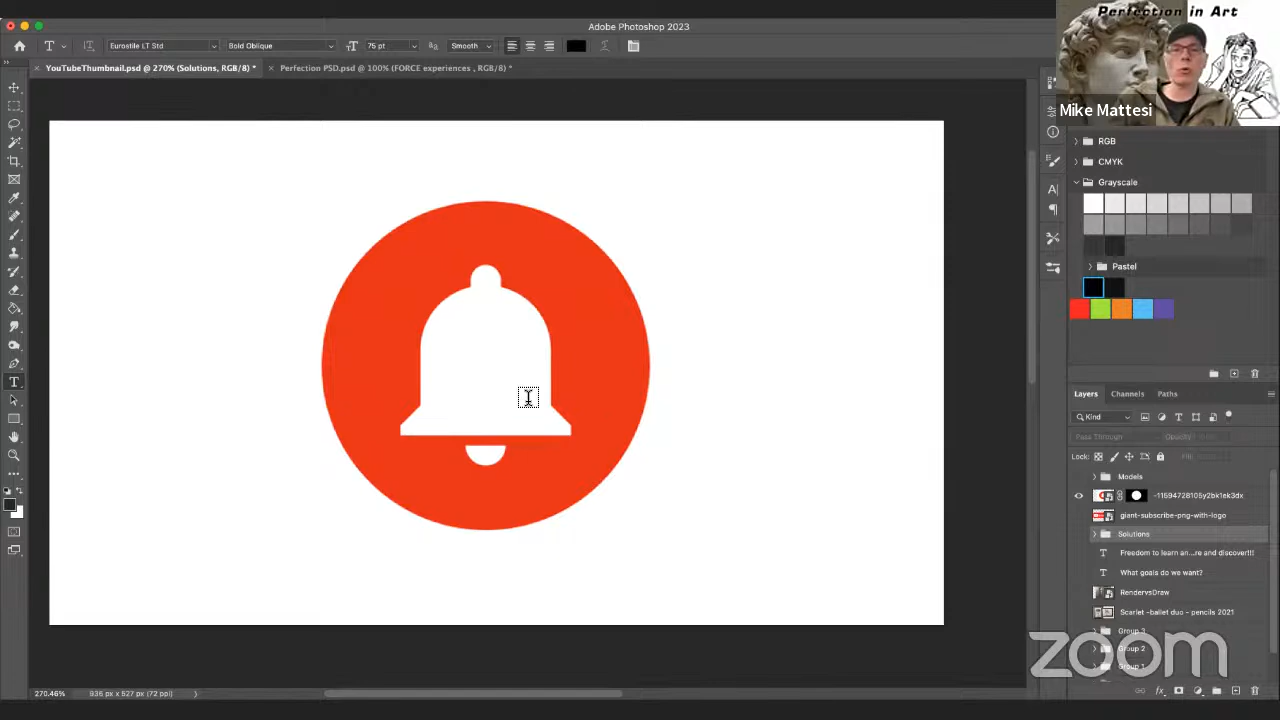 Perfection in Art
Adobe Photoshop 2023
Eurostile LT Std
Bold Oblique
75 pt
Smooth
YouTubeThumbnail.psd @ 270% (Solutions, RGB/8) *
Perfection PSD.psd @ 100% (FORCE experiences , RGB/8) *
Mike Mattesi
RGB
CMYK
Grayscale
Pastel
Layers
Channels
Paths
Kind
Pass Through
Opacity:
Lock:
Fill:
Models
-11594728105y2bk1ek3dx
giant-subscribe-png-with-logo
Solutions
Freedom to learn an...re and discover!!!
What goals do we want?
RendervsDraw
Scarlet -ballet duo - pencils 2021
Group 3
Group 2
Group 1
zoom
270.46%
936 px x 527 px (72 ppi)